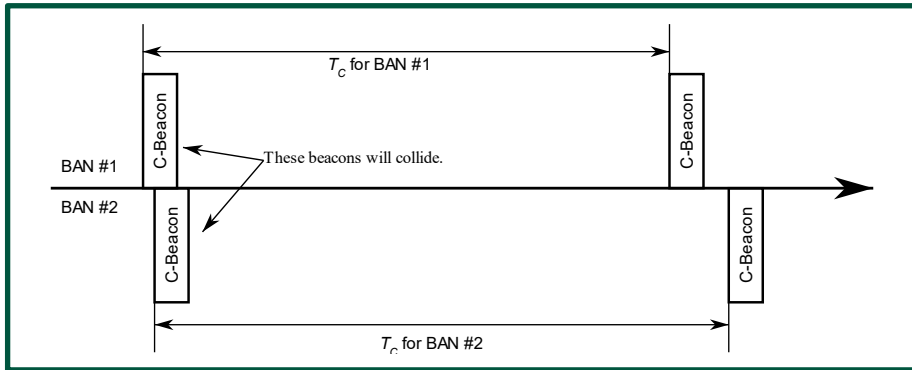 T_C for BAN #1
C-Beacon
C-Beacon
These beacons will collide.
BAN #1
BAN #2
C-Beacon
C-Beacon
T_C for BAN #2